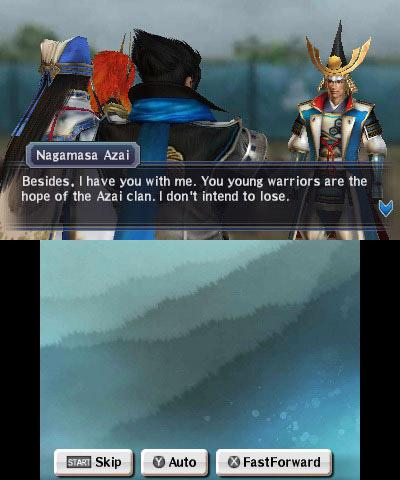 Nagamasa Azai
Besides, I have you with me. You young warriors are the
hope of the Azai clan. I don't intend to lose.
START Skip
Y Auto
X FastForward